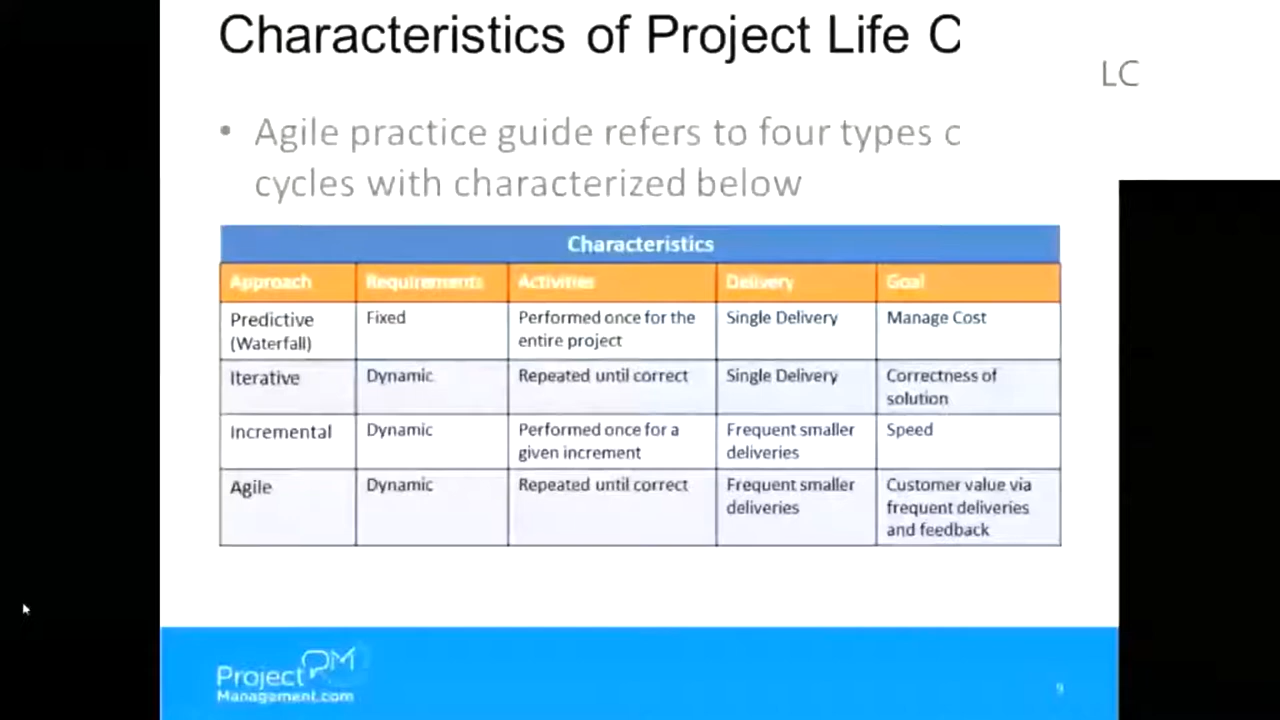 Characteristics of Project Life C
LC
• Agile practice guide refers to four types c
cycles with characterized below
Characteristics
Approach Requirements Activities Delivery Goal
Predictive (Waterfall) Fixed Performed once for the entire project Single Delivery Manage Cost
Iterative Dynamic Repeated until correct Single Delivery Correctness of solution
Incremental Dynamic Performed once for a given increment Frequent smaller deliveries Speed
Agile Dynamic Repeated until correct Frequent smaller deliveries Customer value via frequent deliveries and feedback
Project PM
Management.com
9